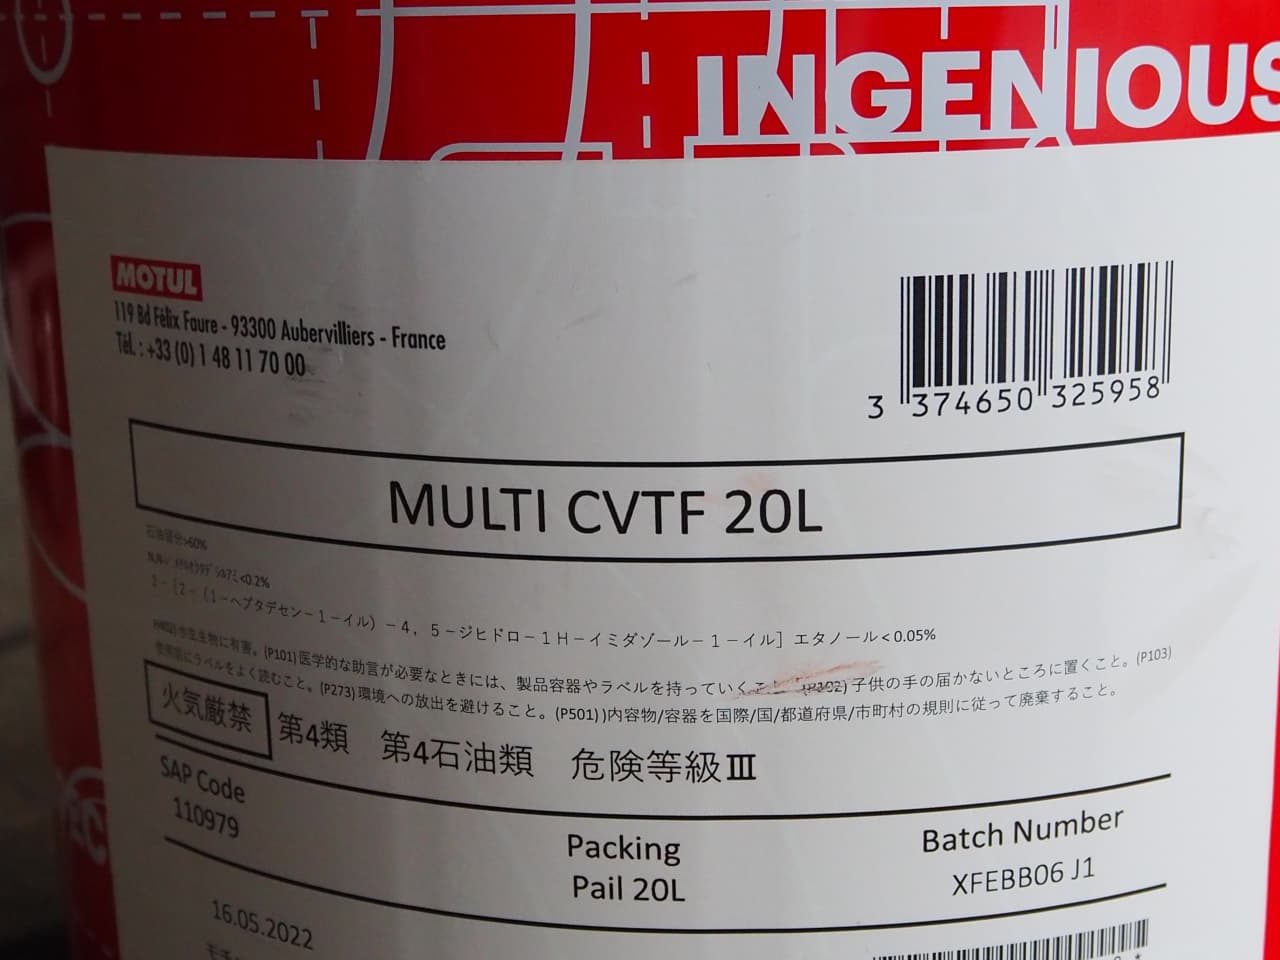 INGENIOUS
MOTUL
119 Bd Félix Faure - 93300 Aubervilliers - France
Tél. : +33 (0) 1 48 11 70 00
3 374650 325958
MULTI CVTF 20L
石油留分>60%
<0.2%
2-[2-(1-ヘプタデセン-1-イル)-4, 5-ジヒドロ-1H-イミダゾール-1-イル] エタノール<0.05%
H402)水生生物に有害。(P101)医学的な助言が必要なときには、製品容器やラベルを持っていくこと。(P102)子供の手の届かないところに置くこと。(P103)
使用前にラベルをよく読むこと。(P273)環境への放出を避けること。(P501))内容物/容器を国際/国/都道府県/市町村の規則に従って廃棄すること。
火気厳禁 第4類 第4石油類 危険等級Ⅲ
SAP Code
110979
Packing
Pail 20L
Batch Number
XFEBB06 J1
16.05.2022